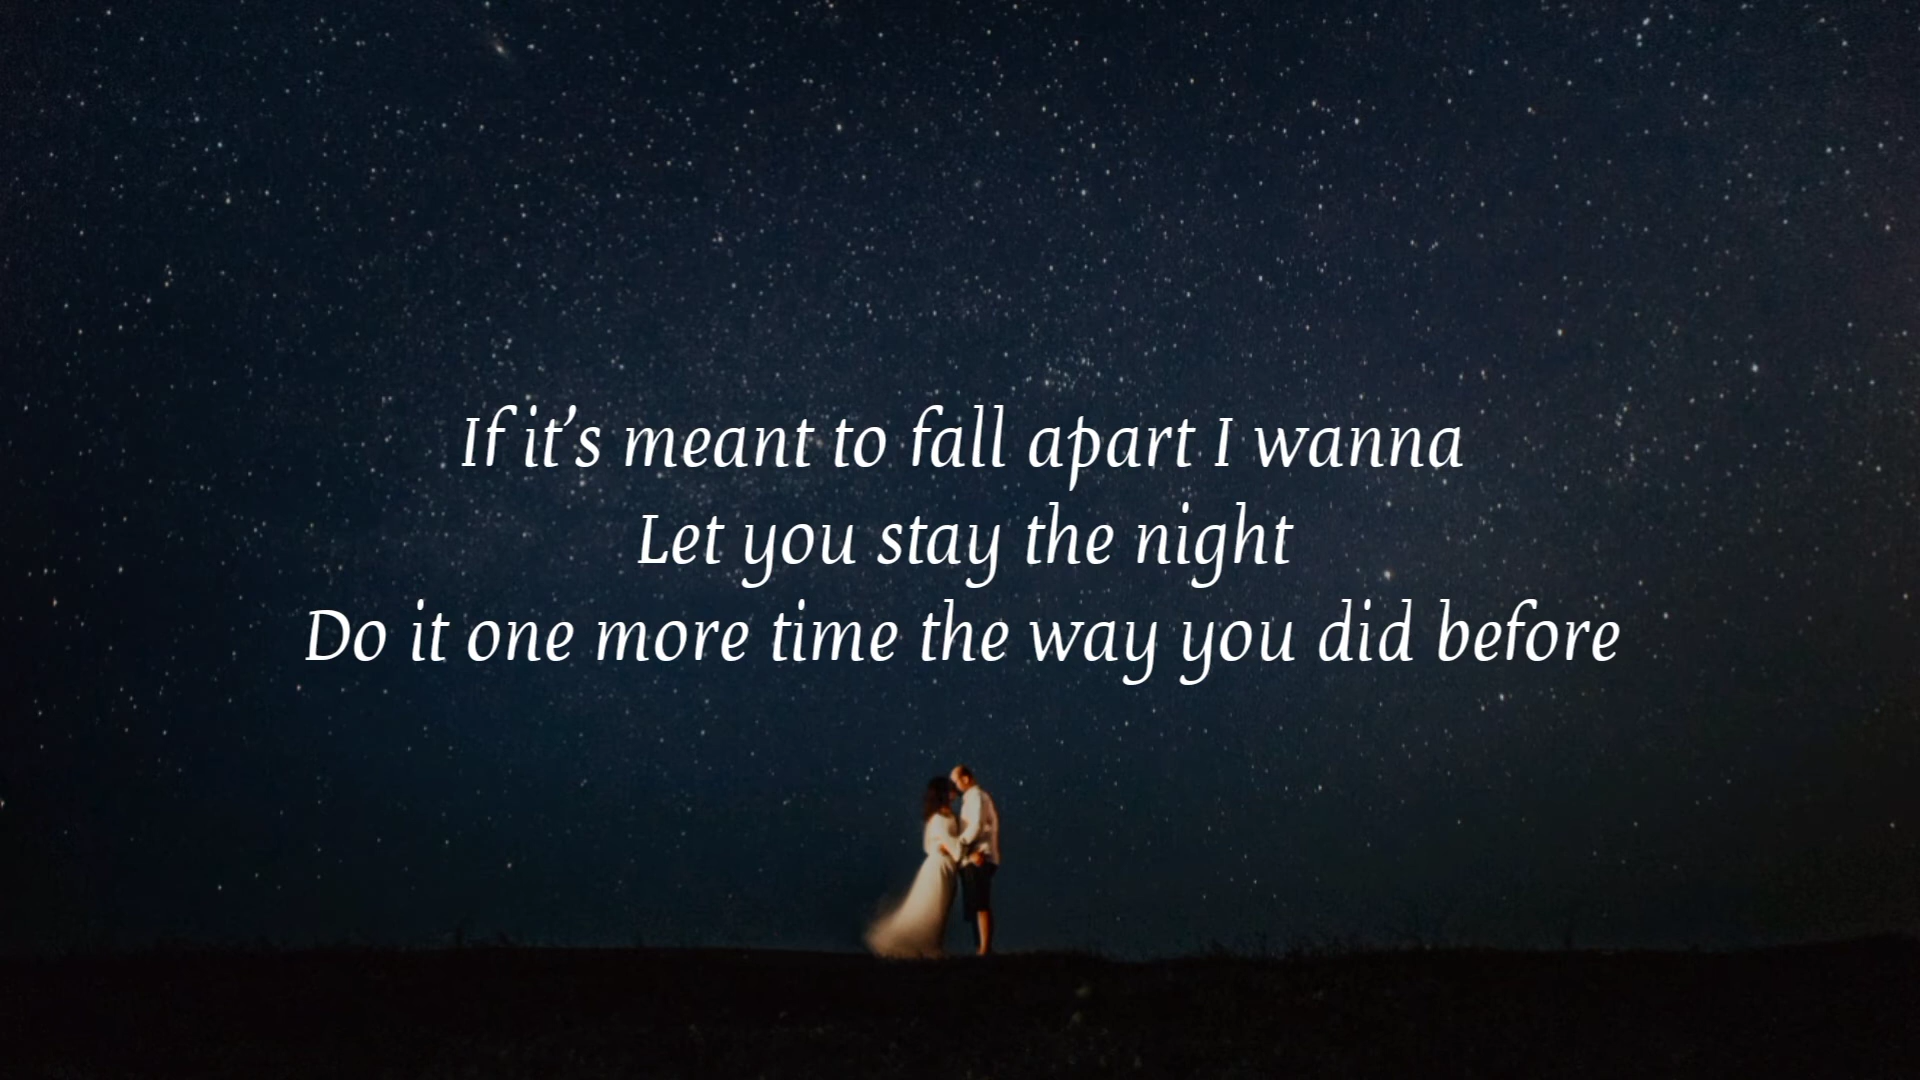 If it’s meant to fall apart I wanna
Let you stay the night
Do it one more time the way you did before